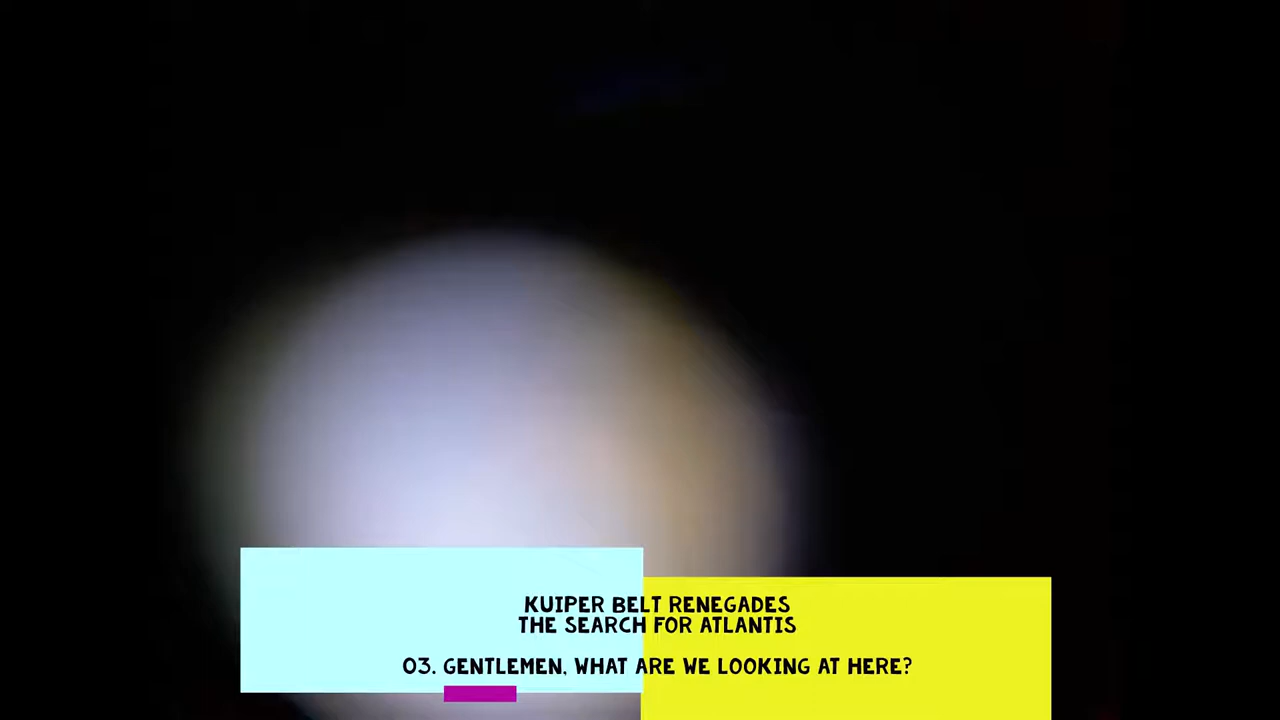 KUIPER BELT RENEGADES
THE SEARCH FOR ATLANTIS
03. GENTLEMEN, WHAT ARE WE LOOKING AT HERE?